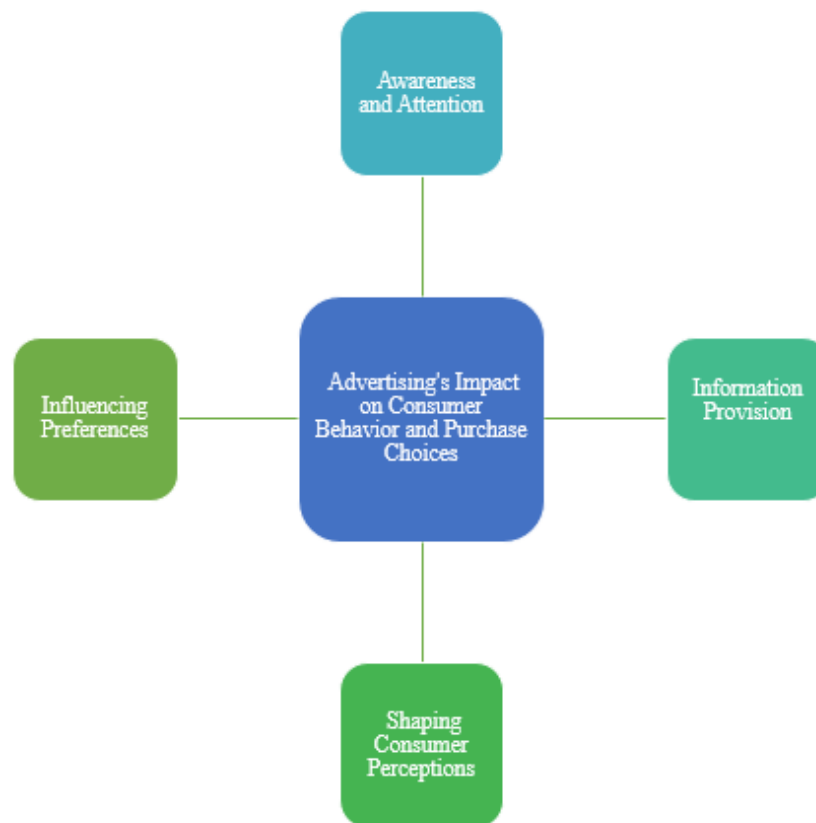 Awareness
and Attention
Influencing
Preferences
Advertising's Impact
on Consumer
Behavior and Purchase
Choices
Information
Provision
Shaping
Consumer
Perceptions